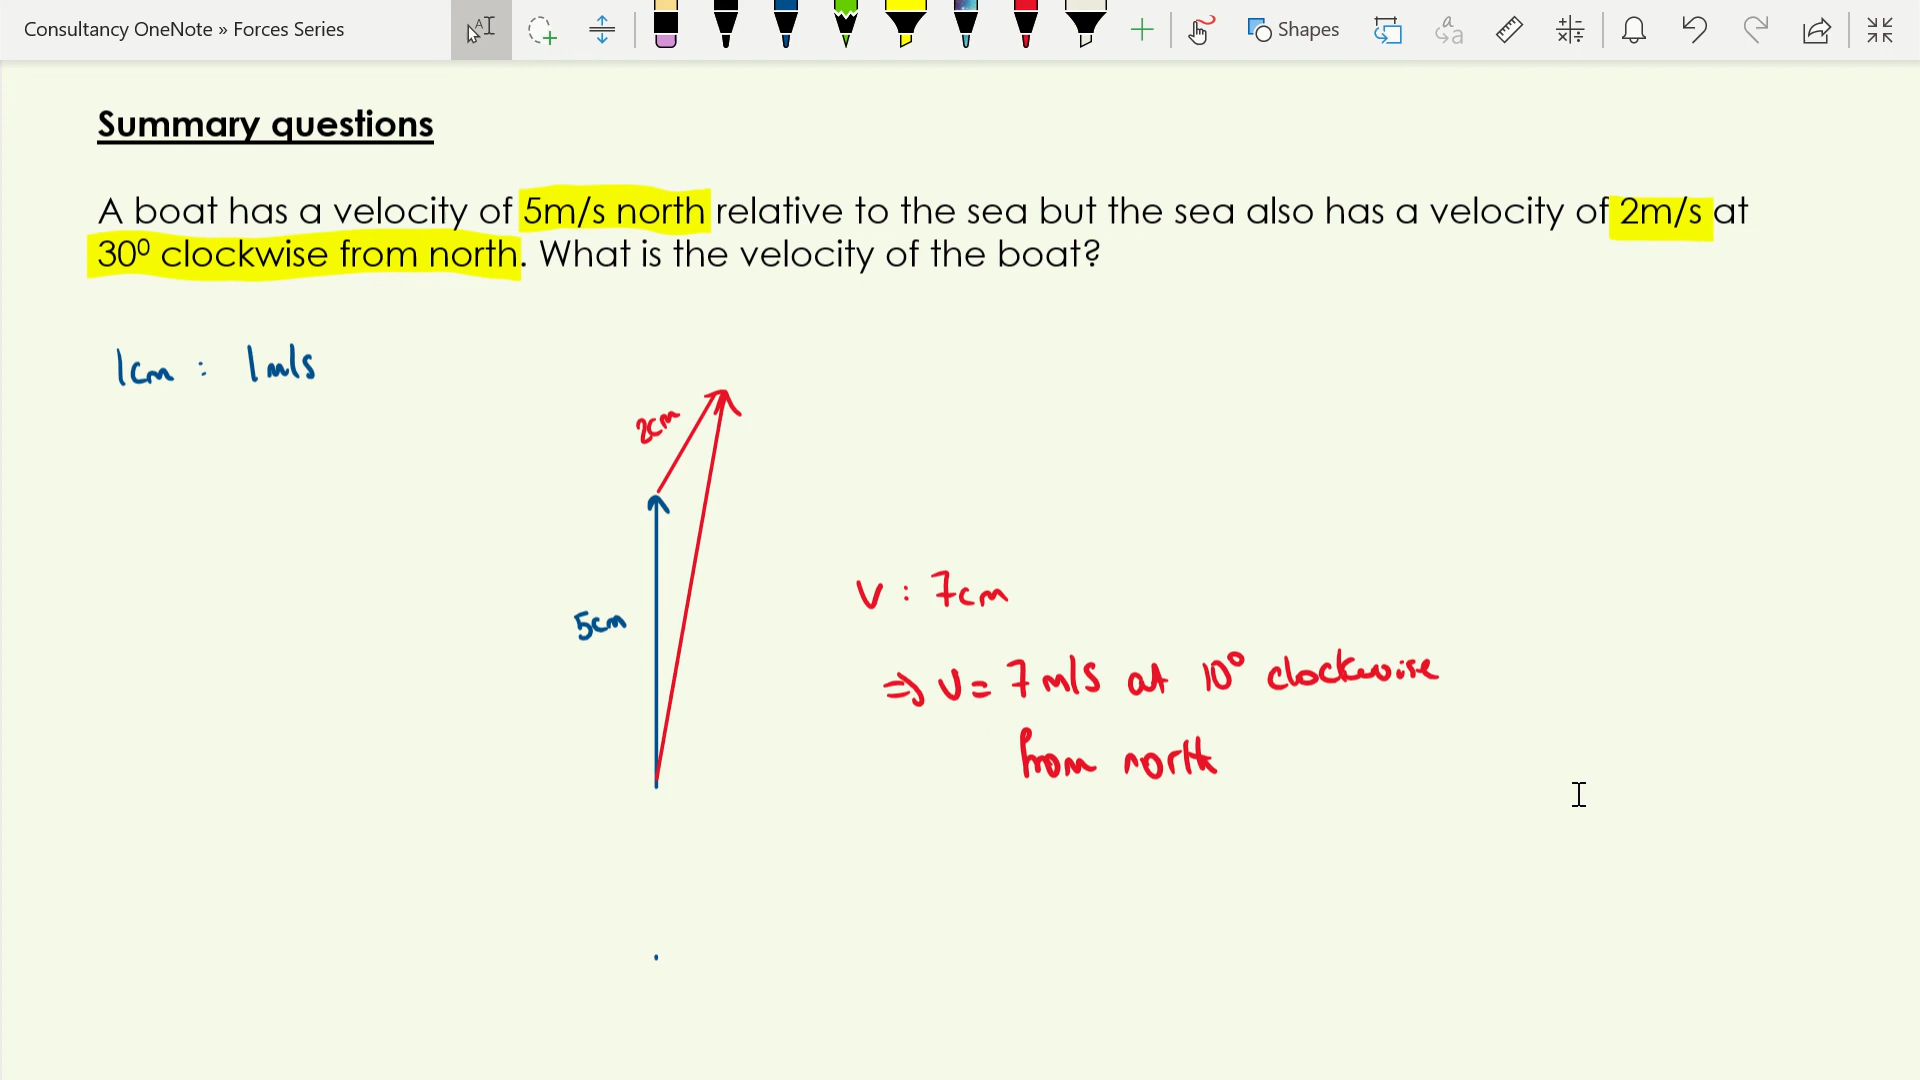 Consultancy OneNote » Forces Series
Shapes
Summary questions
A boat has a velocity of 5m/s north relative to the sea but the sea also has a velocity of 2m/s at
30⁰ clockwise from north. What is the velocity of the boat?
1cm : 1m/s
2cm
5cm
V : 7cm
⇒ V = 7 m/s at 10° clockwise
from north